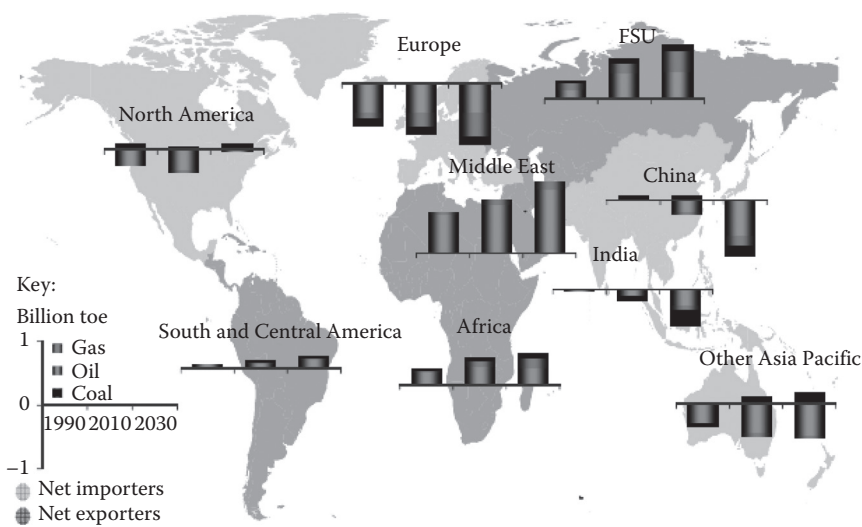 Europe
FSU
North America
Middle East
China
India
Key:
Billion toe
1
Gas
Oil
Coal
0
1990 2010 2030
−1
South and Central America
Africa
Other Asia Pacific
Net importers
Net exporters